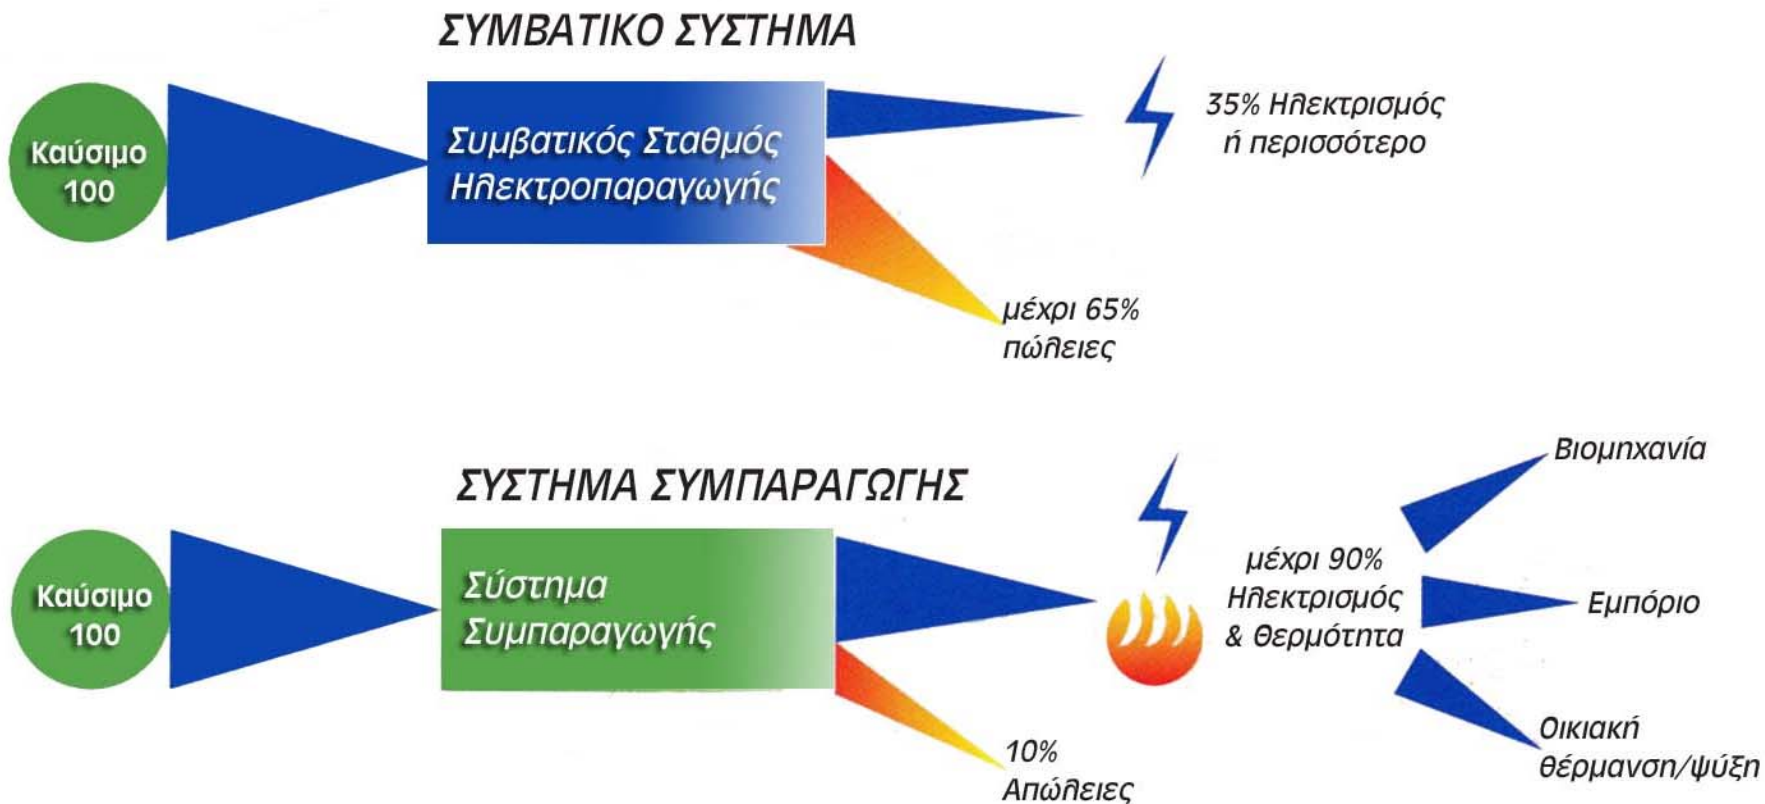 ΣΥΜΒΑΤΙΚΟ ΣΥΣΤΗΜΑ
Καύσιμο
100
Συμβατικός Σταθμός
Ηλεκτροπαραγωγής
35% Ηλεκτρισμός
ή περισσότερο
μέχρι 65%
πώλειες
ΣΥΣΤΗΜΑ ΣΥΜΠΑΡΑΓΩΓΗΣ
Καύσιμο
100
Σύστημα
Συμπαραγωγής
μέχρι 90%
Ηλεκτρισμός
& Θερμότητα
10%
Απώλειες
Βιομηχανία
Εμπόριο
Οικιακή
θέρμανση/ψύξη